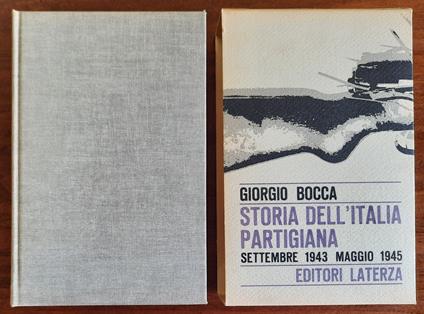 GIORGIO BOCCA
STORIA DELL'ITALIA
PARTIGIANA
SETTEMBRE 1943 MAGGIO 1945
EDITORI LATERZA